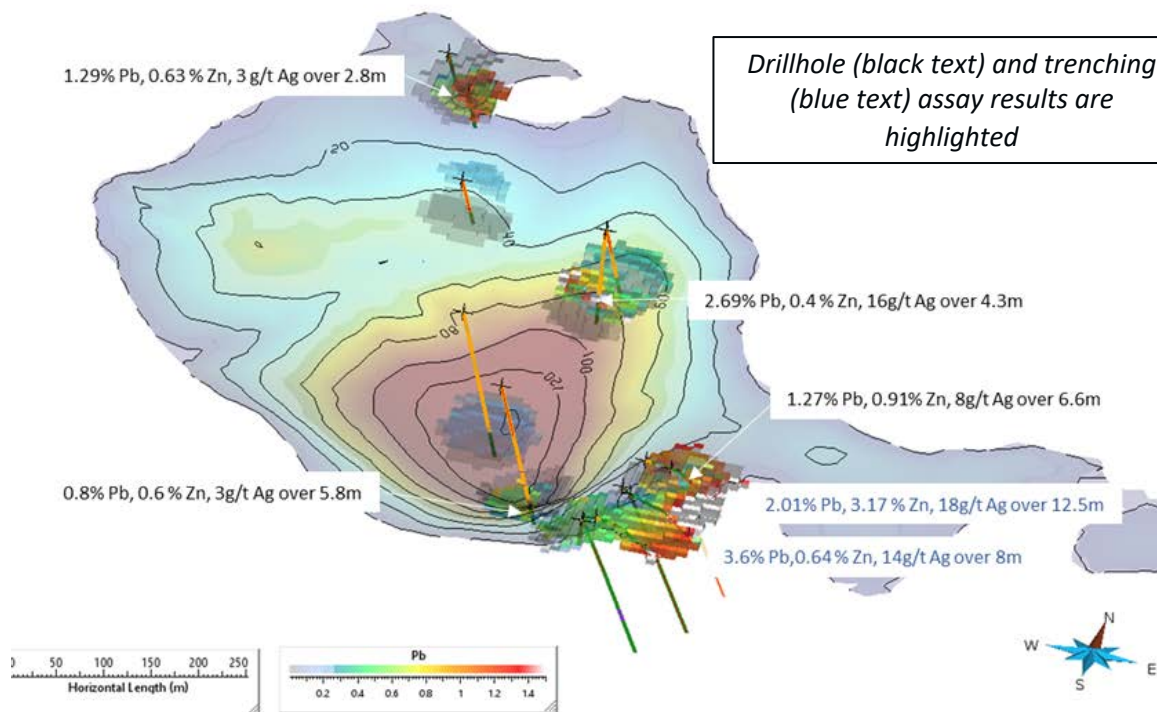 Drillhole (black text) and trenching
(blue text) assay results are
highlighted
1.29% Pb, 0.63 % Zn, 3 g/t Ag over 2.8m
20
40
60
2.69% Pb, 0.4 % Zn, 16g/t Ag over 4.3m
80
100
120
1.27% Pb, 0.91% Zn, 8g/t Ag over 6.6m
0.8% Pb, 0.6 % Zn, 3g/t Ag over 5.8m
2.01% Pb, 3.17 % Zn, 18g/t Ag over 12.5m
3.6% Pb,0.64 % Zn, 14g/t Ag over 8m
0 50 100 150 200 250
Horizontal Length (m)
Pb
0.2 0.4 0.6 0.8 1 1.2 1.4
N
W
E
S